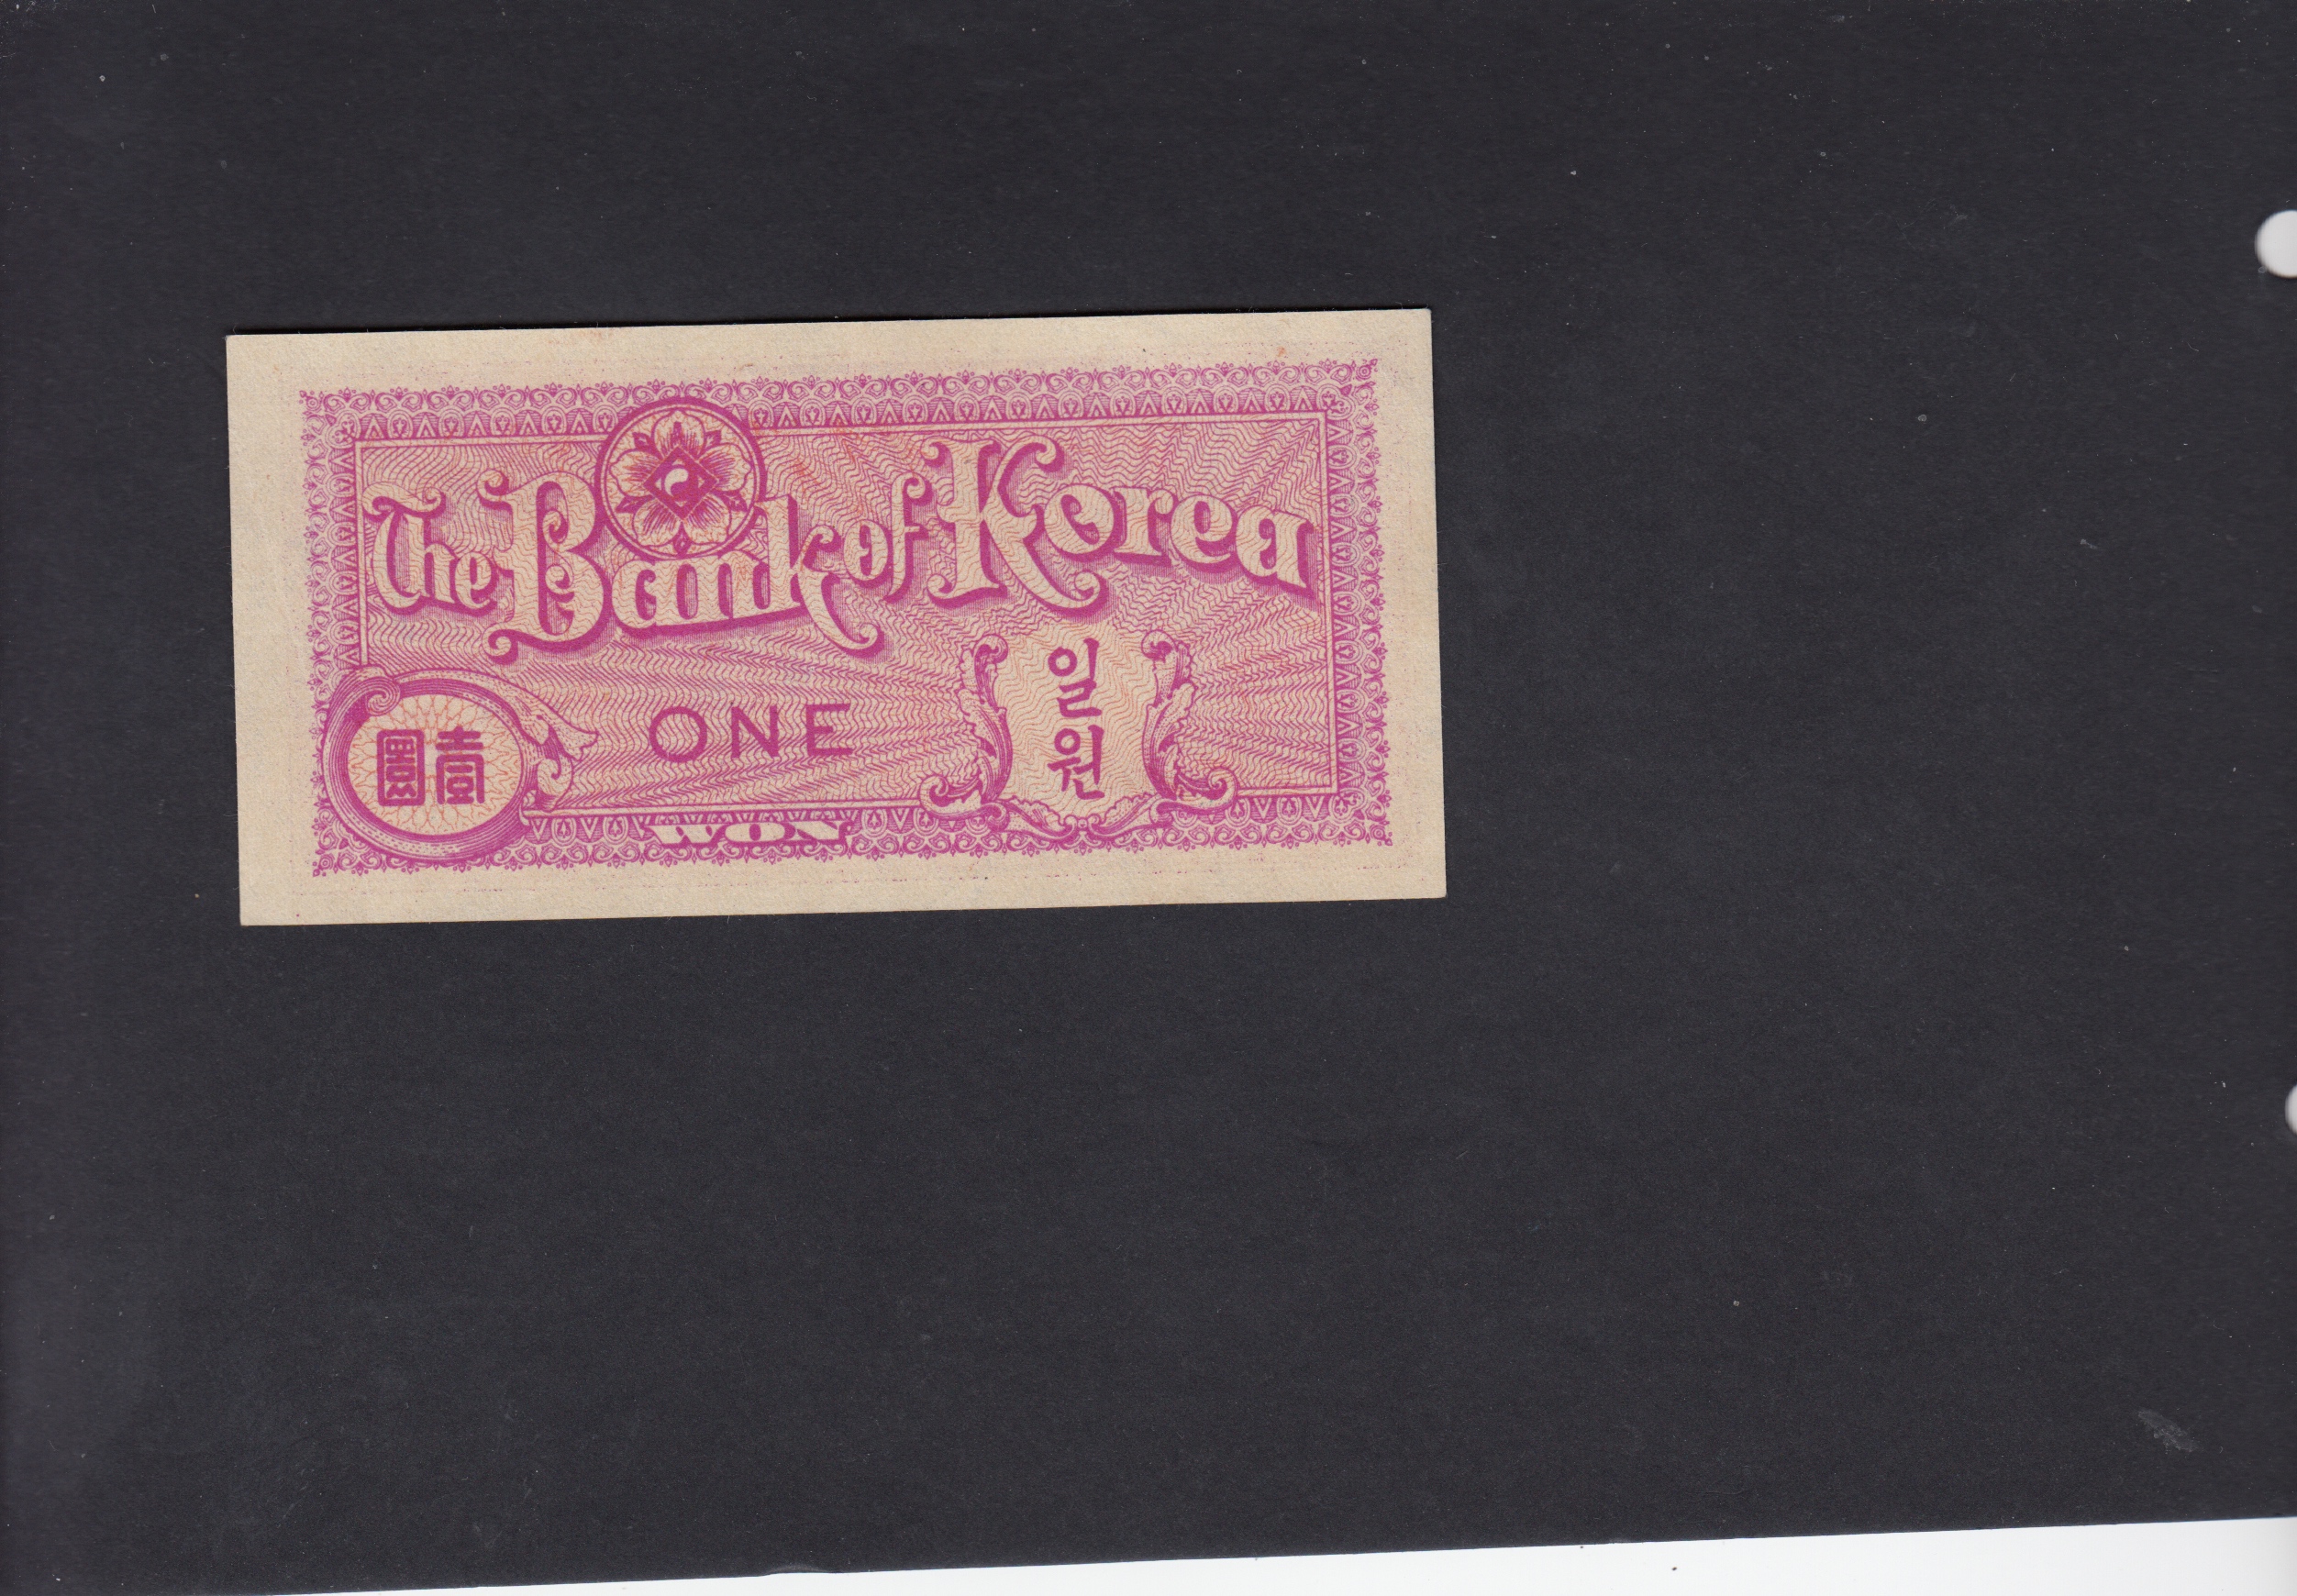 The Bank of Korea
圓壹
ONE
일
원
WON